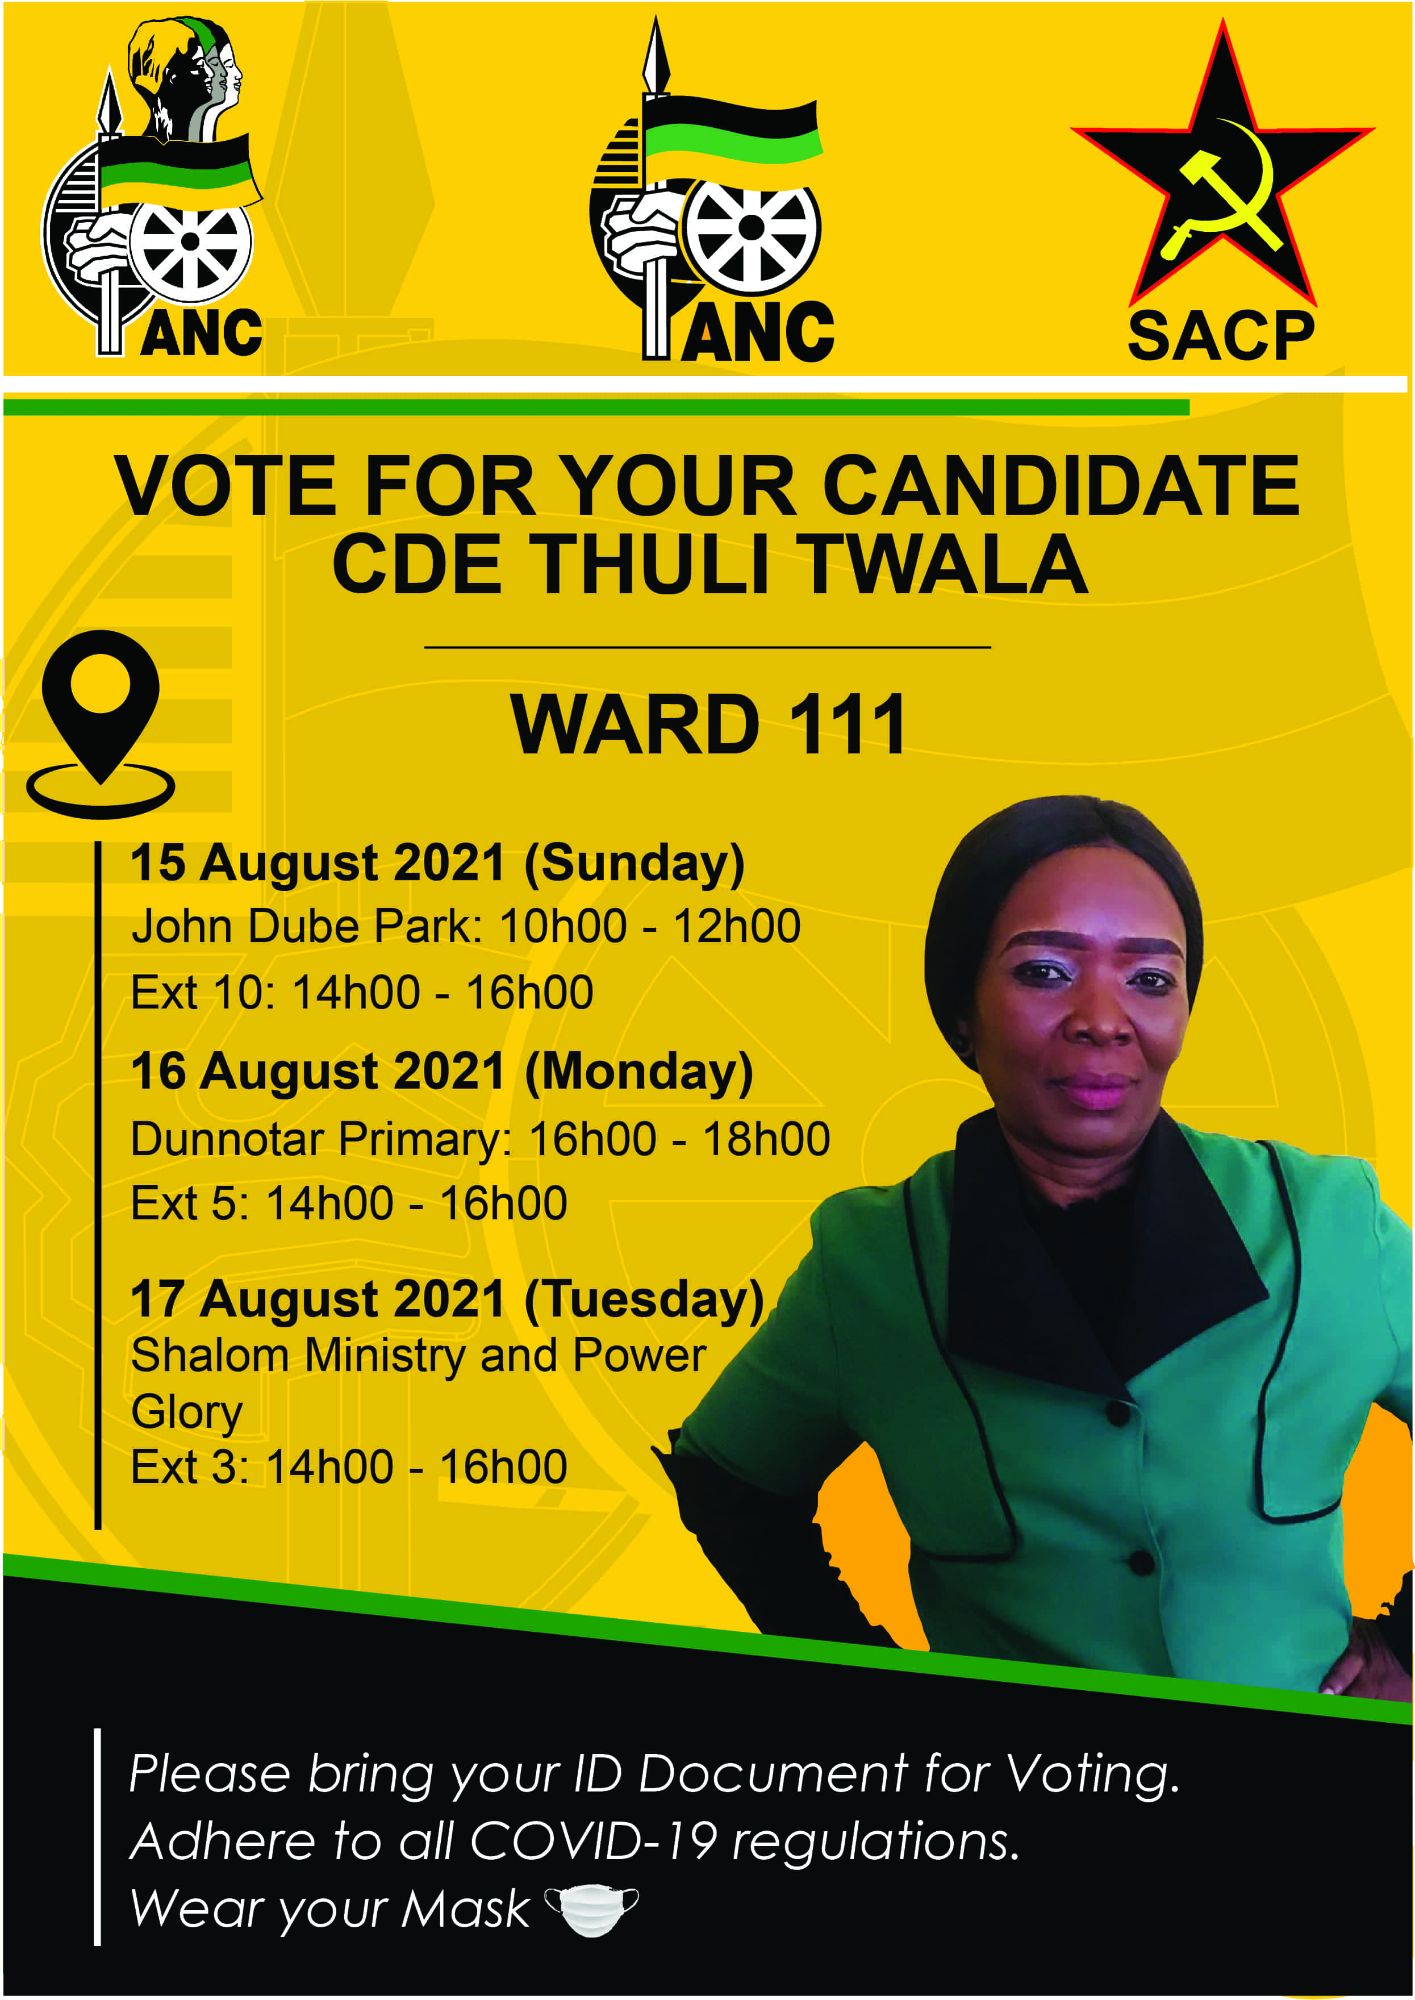 ANC
ANC
SACP
VOTE FOR YOUR CANDIDATE
CDE THULI TWALA
WARD 111
15 August 2021 (Sunday)
John Dube Park: 10h00 - 12h00
Ext 10: 14h00 - 16h00
16 August 2021 (Monday)
Dunnotar Primary: 16h00 - 18h00
Ext 5: 14h00 - 16h00
17 August 2021 (Tuesday)
Shalom Ministry and Power
Glory
Ext 3: 14h00 - 16h00
Please bring your ID Document for Voting.
Adhere to all COVID-19 regulations.
Wear your Mask